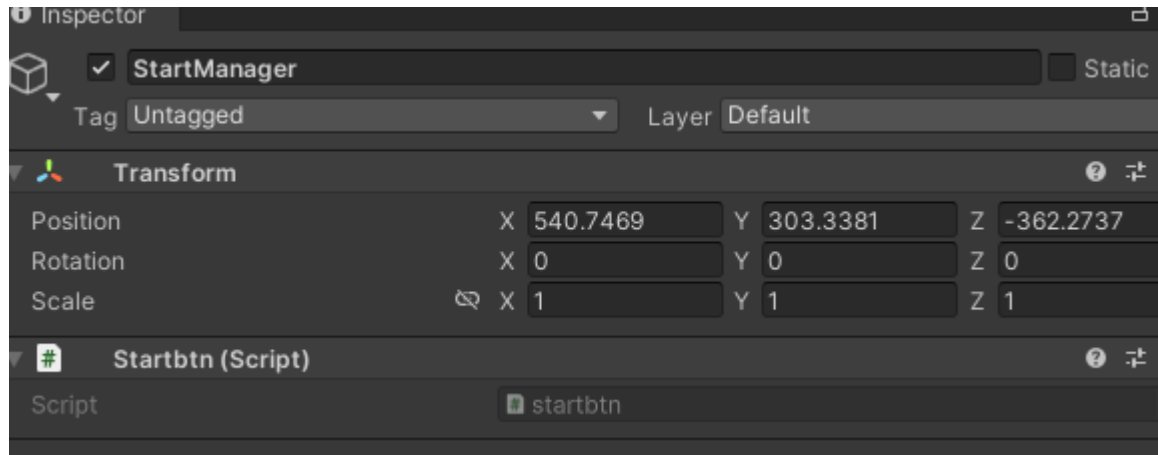 Inspector
StartManager Static
Tag Untagged Layer Default
Transform
Position X 540.7469 Y 303.3381 Z -362.2737
Rotation X 0 Y 0 Z 0
Scale X 1 Y 1 Z 1
# Startbtn (Script)
Script # startbtn